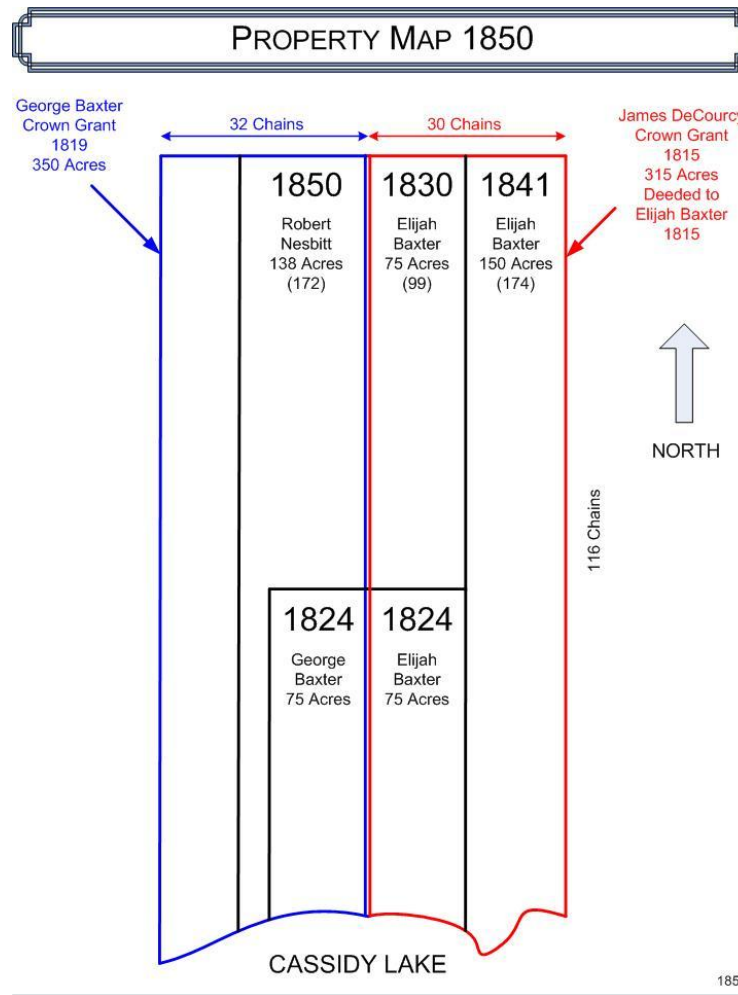 PROPERTY MAP 1850
George Baxter
Crown Grant
1819
350 Acres
32 Chains
30 Chains
James DeCourcy
Crown Grant
1815
315 Acres
Deeded to
Elijah Baxter
1815
1850
Robert
Nesbitt
138 Acres
(172)
1830
Elijah
Baxter
75 Acres
(99)
1841
Elijah
Baxter
150 Acres
(174)
NORTH
116 Chains
1824
George
Baxter
75 Acres
1824
Elijah
Baxter
75 Acres
CASSIDY LAKE
185